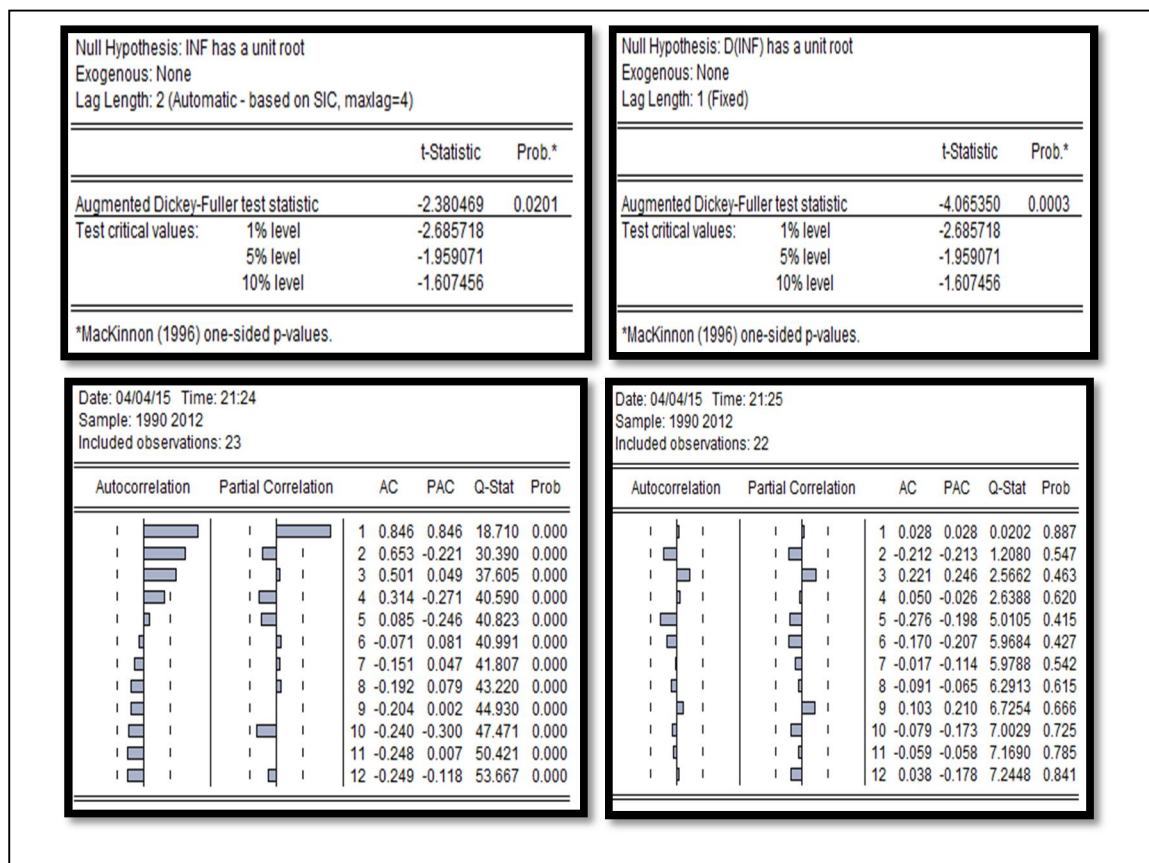 Null Hypothesis: INF has a unit root
Exogenous: None
Lag Length: 2 (Automatic - based on SIC, maxlag=4)
t-Statistic Prob.*
Augmented Dickey-Fuller test statistic -2.380469 0.0201
Test critical values: 1% level -2.685718
5% level -1.959071
10% level -1.607456
*MacKinnon (1996) one-sided p-values.
Null Hypothesis: D(INF) has a unit root
Exogenous: None
Lag Length: 1 (Fixed)
t-Statistic Prob.*
Augmented Dickey-Fuller test statistic -4.065350 0.0003
Test critical values: 1% level -2.685718
5% level -1.959071
10% level -1.607456
*MacKinnon (1996) one-sided p-values.
Date: 04/04/15 Time: 21:24
Sample: 1990 2012
Included observations: 23
Autocorrelation Partial Correlation AC PAC Q-Stat Prob
1 0.846 0.846 18.710 0.000
2 0.653 -0.221 30.390 0.000
3 0.501 0.049 37.605 0.000
4 0.314 -0.271 40.590 0.000
5 0.085 -0.246 40.823 0.000
6 -0.071 0.081 40.991 0.000
7 -0.151 0.047 41.807 0.000
8 -0.192 0.079 43.220 0.000
9 -0.204 0.002 44.930 0.000
10 -0.240 -0.300 47.471 0.000
11 -0.248 0.007 50.421 0.000
12 -0.249 -0.118 53.667 0.000
Date: 04/04/15 Time: 21:25
Sample: 1990 2012
Included observations: 22
Autocorrelation Partial Correlation AC PAC Q-Stat Prob
1 0.028 0.028 0.0202 0.887
2 -0.212 -0.213 1.2080 0.547
3 0.221 0.246 2.5662 0.463
4 0.050 -0.026 2.6388 0.620
5 -0.276 -0.198 5.0105 0.415
6 -0.170 -0.207 5.9684 0.427
7 -0.017 -0.114 5.9788 0.542
8 -0.091 -0.065 6.2913 0.615
9 0.103 0.210 6.7254 0.666
10 -0.079 -0.173 7.0029 0.725
11 -0.059 -0.058 7.1690 0.785
12 0.038 -0.178 7.2448 0.841